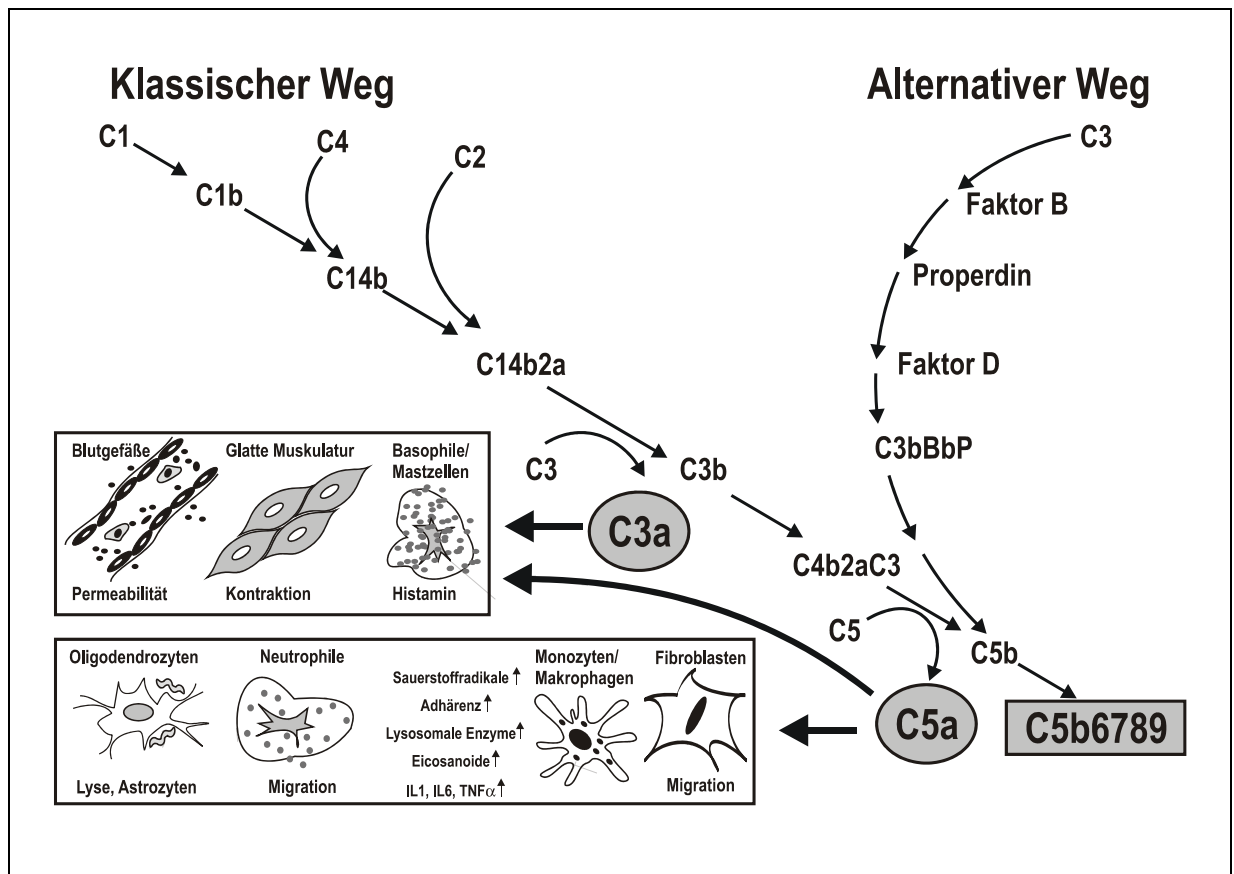 Klassischer Weg
Alternativer Weg
C1
C4
C2
C3
C1b
Faktor B
C14b
Properdin
C14b2a
Faktor D
C3
C3b
C3bBbP
C3a
C4b2aC3
C5
C5b
C5a
C5b6789
Blutgefäße
Permeabilität
Glatte Muskulatur
Kontraktion
Basophile/
Mastzellen
Histamin
Oligodendrozyten
Lyse, Astrozyten
Neutrophile
Migration
Sauerstoffradikale
Adhärenz
Lysosomale Enzyme
Eicosanoide
IL1, IL6, TNFα
Monozyten/
Makrophagen
Fibroblasten
Migration